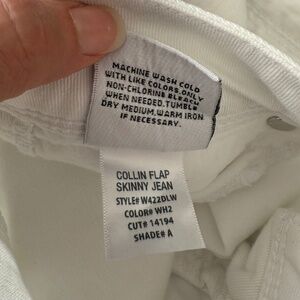 MACHINE WASH COLD
WITH LIKE COLORS.ONLY
NON-CHLORINE BLEACH
WHEN NEEDED.TUMBLE
DRY MEDIUM.WARM IRON
IF NECESSARY.
COLLIN FLAP
SKINNY JEAN
STYLE# W422DLW
COLOR# WH2
CUT# 14194
SHADE# A